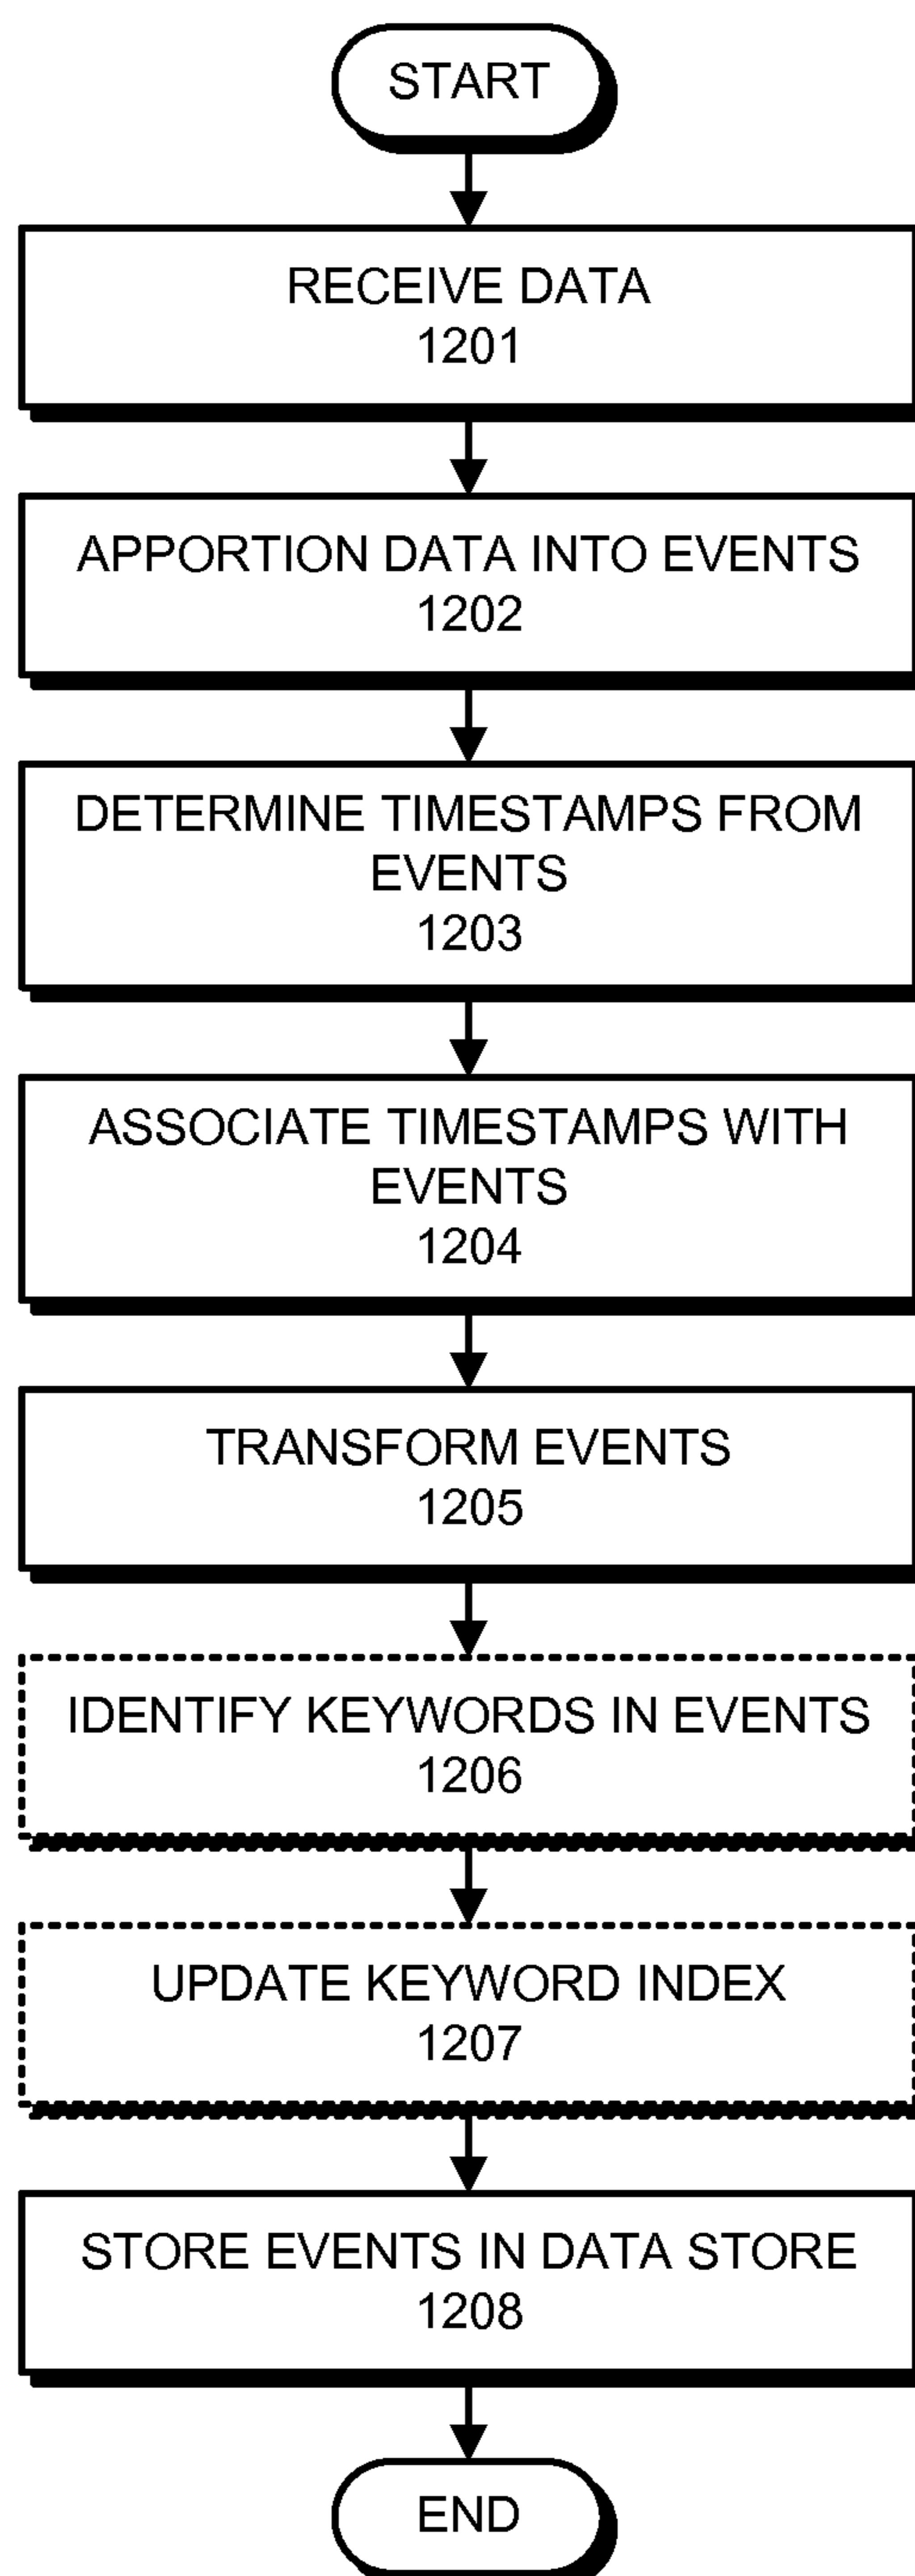 START
RECEIVE DATA
1201
APPORTION DATA INTO EVENTS
1202
DETERMINE TIMESTAMPS FROM
EVENTS
1203
ASSOCIATE TIMESTAMPS WITH
EVENTS
1204
TRANSFORM EVENTS
1205
IDENTIFY KEYWORDS IN EVENTS
1206
UPDATE KEYWORD INDEX
1207
STORE EVENTS IN DATA STORE
1208
END